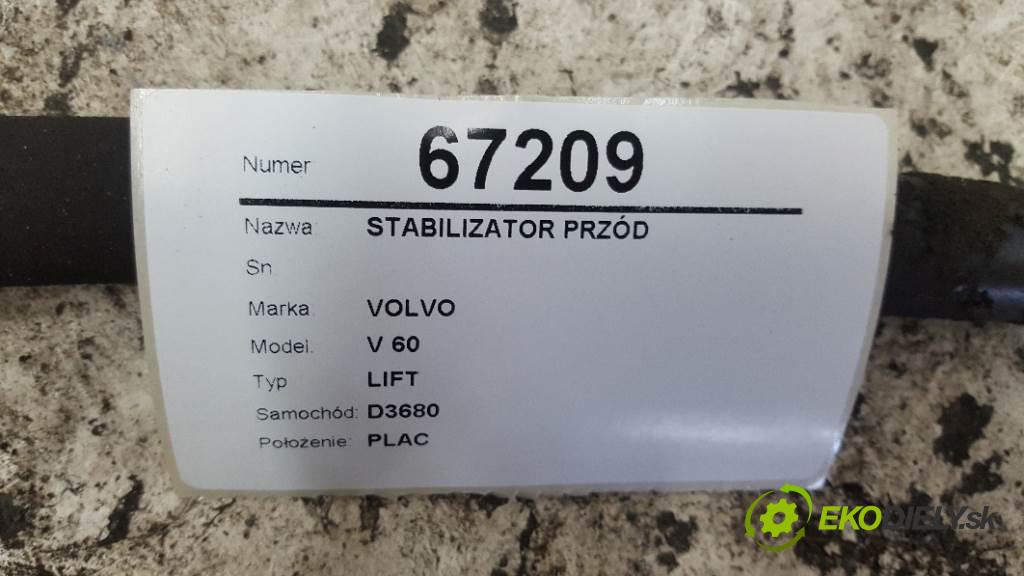 Numer 67209
Nazwa: STABILIZATOR PRZÓD
Sn
Marka: VOLVO
Model: V 60
Typ LIFT
Samochód: D3680
Położenie: PLAC
EKODIELY.sk